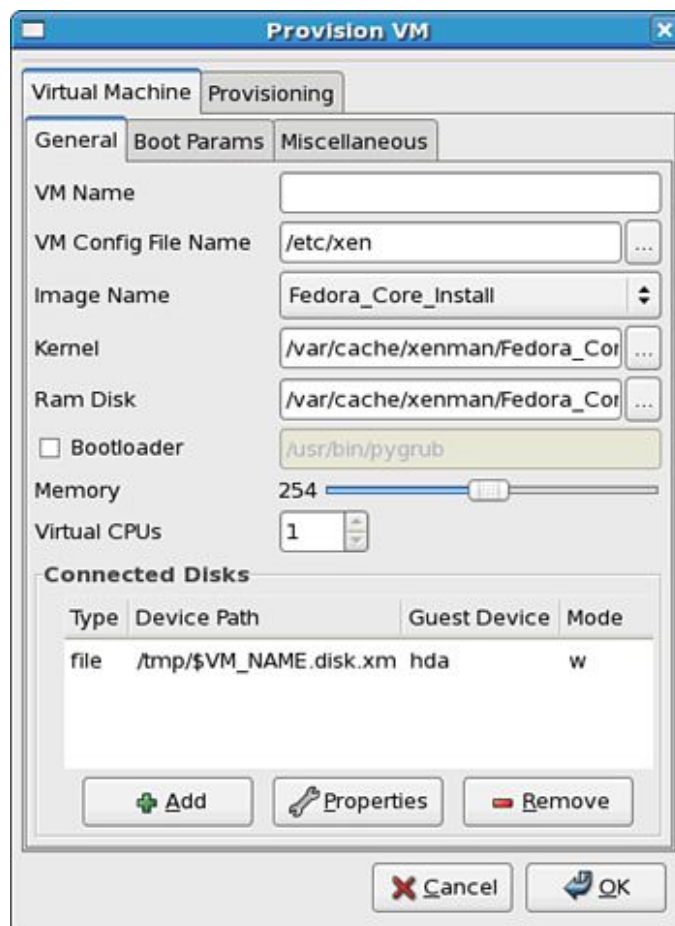 Provision VM
Virtual Machine Provisioning
General Boot Params Miscellaneous
VM Name
VM Config File Name /etc/xen ...
Image Name Fedora_Core_Install
Kernel /var/cache/xenman/Fedora_Cor ...
Ram Disk /var/cache/xenman/Fedora_Cor ...
Bootloader /usr/bin/pygrub
Memory 254
Virtual CPUs 1
Connected Disks
Type Device Path Guest Device Mode
file /tmp/$VM_NAME.disk.xm hda w
Add Properties Remove
Cancel OK